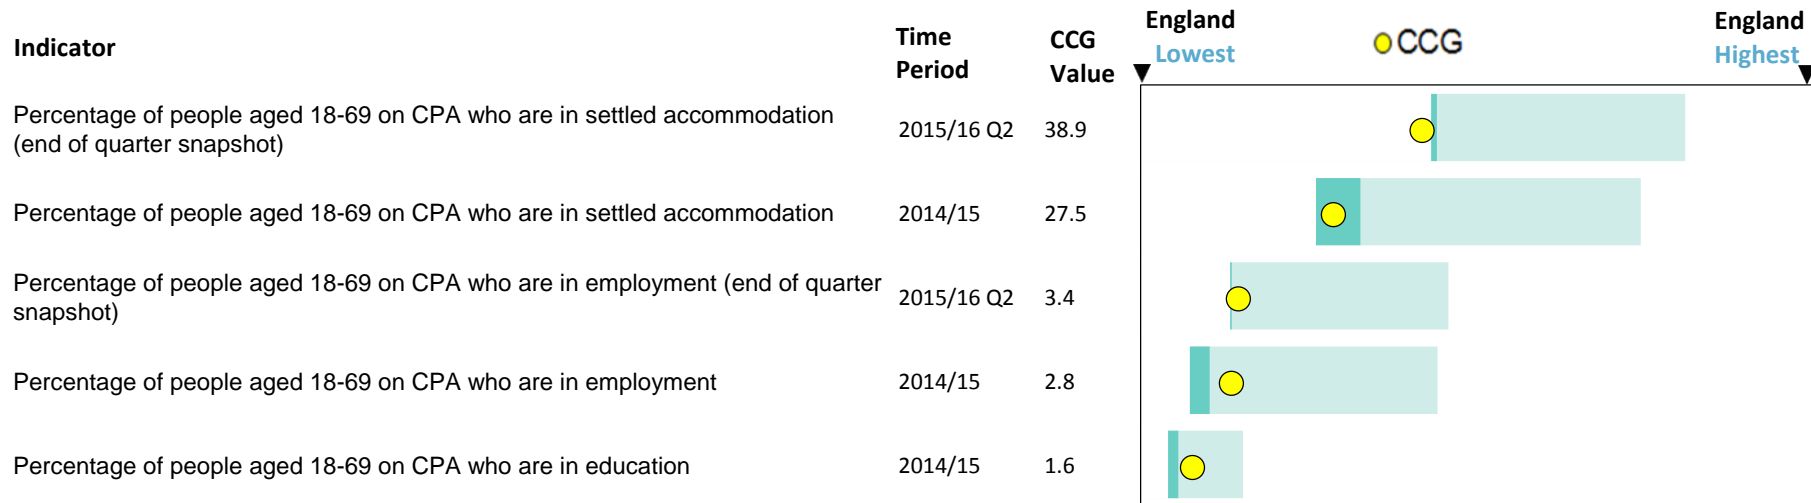 Indicator
Time
Period
CCG
Value
England
Lowest
CCG
England
Highest
Percentage of people aged 18-69 on CPA who are in settled accommodation
(end of quarter snapshot)
2015/16 Q2
38.9
Percentage of people aged 18-69 on CPA who are in settled accommodation
2014/15
27.5
Percentage of people aged 18-69 on CPA who are in employment (end of quarter
snapshot)
2015/16 Q2
3.4
Percentage of people aged 18-69 on CPA who are in employment
2014/15
2.8
Percentage of people aged 18-69 on CPA who are in education
2014/15
1.6